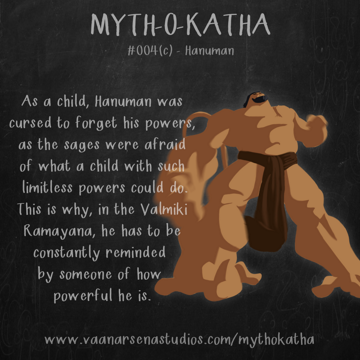 MYTH-O-KATHA
#004(c) - Hanuman
As a child, Hanuman was
cursed to forget his powers,
as the sages were afraid
of what a child with such
limitless powers could do.
This is why, in the Valmiki
Ramayana, he has to be
constantly reminded
by someone of how
powerful he is.
www.vaanarsenastudios.com/mythokatha